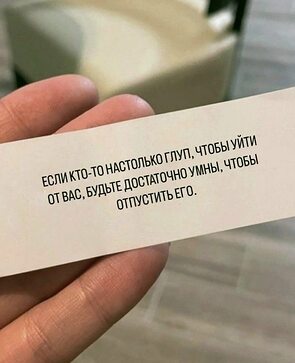 ЕСЛИ КТО-ТО НАСТОЛЬКО ГЛУП, ЧТОБЫ УЙТИ
ОТ ВАС, БУДЬТЕ ДОСТАТОЧНО УМНЫ, ЧТОБЫ
ОТПУСТИТЬ ЕГО.